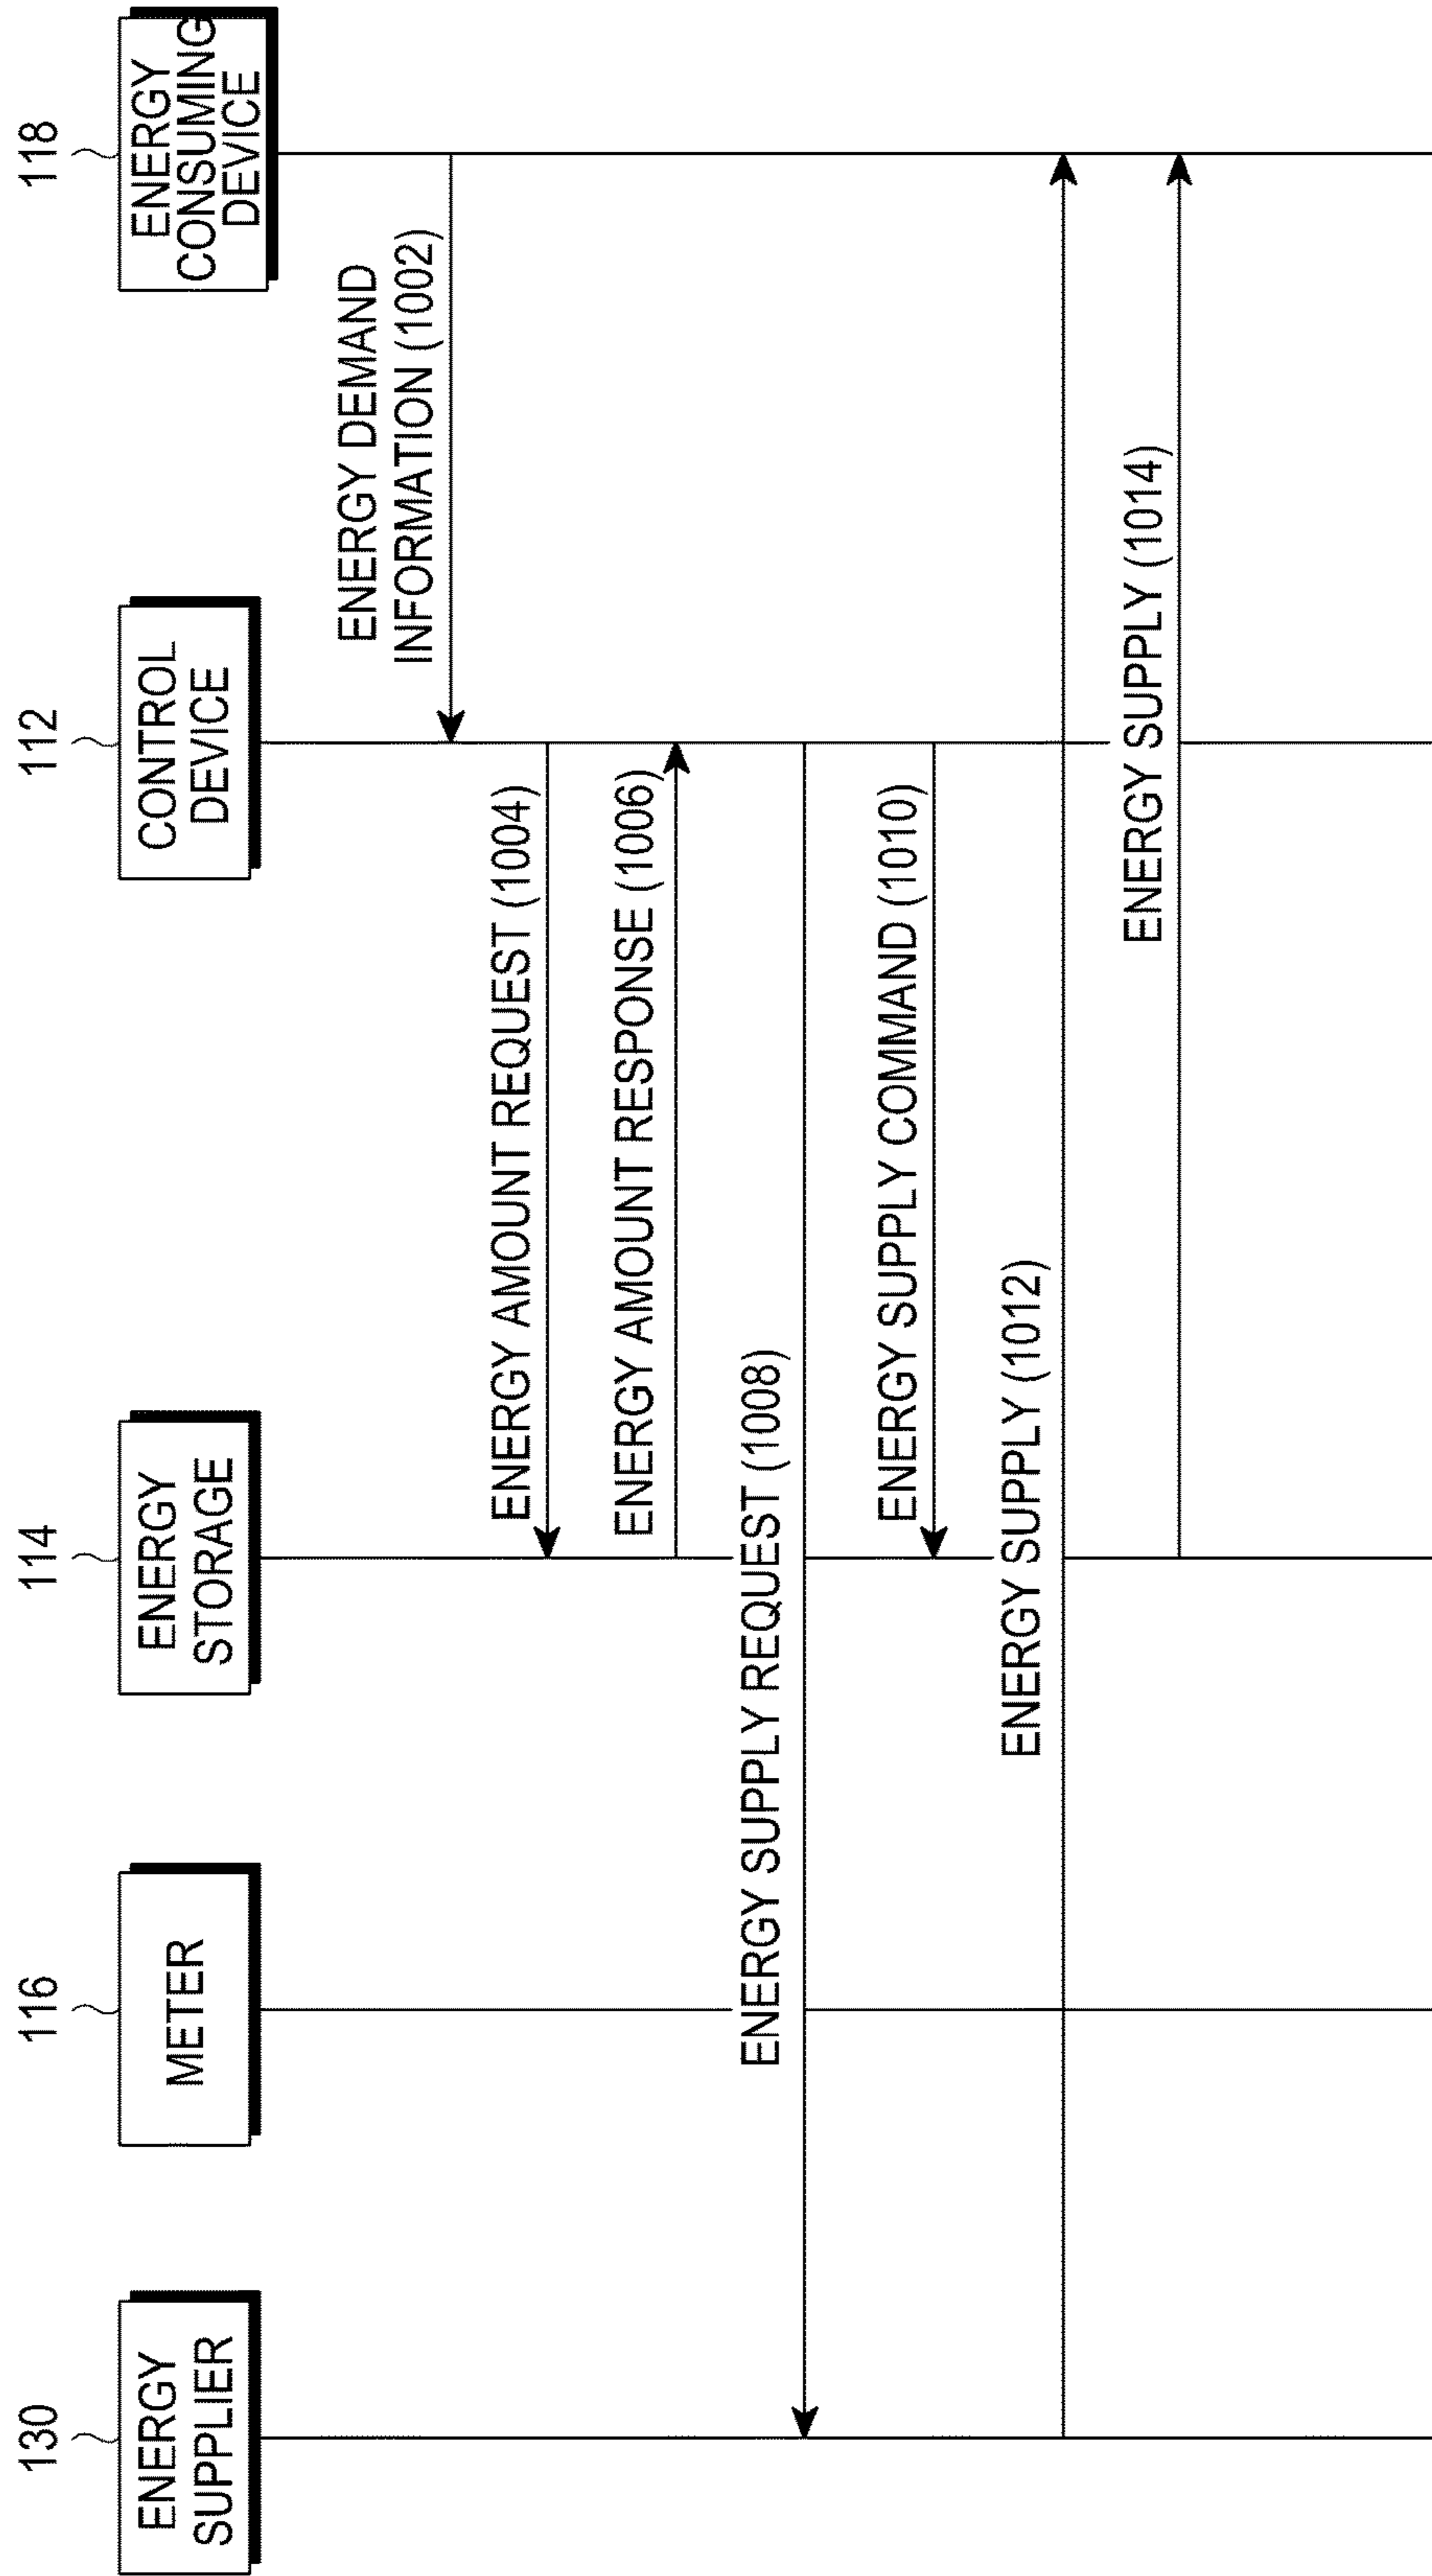 130
ENERGY
SUPPLIER
116
METER
114
ENERGY
STORAGE
112
CONTROL
DEVICE
118
ENERGY
CONSUMING
DEVICE
ENERGY DEMAND
INFORMATION (1002)
ENERGY AMOUNT REQUEST (1004)
ENERGY AMOUNT RESPONSE (1006)
ENERGY SUPPLY REQUEST (1008)
ENERGY SUPPLY COMMAND (1010)
ENERGY SUPPLY (1012)
ENERGY SUPPLY (1014)